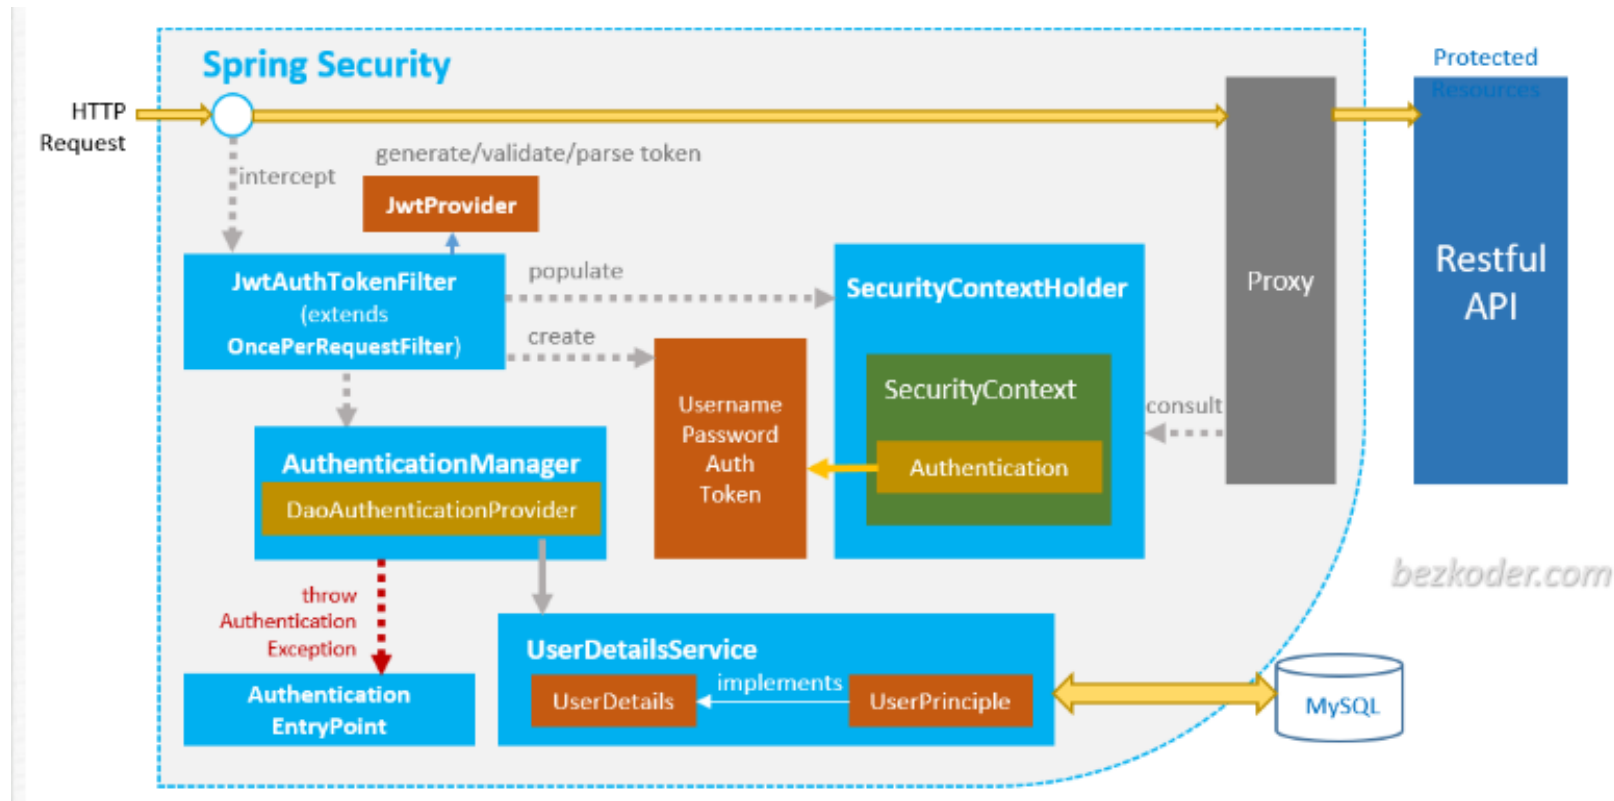 Spring Security
Protected
Resources
HTTP
Request
generate/validate/parse token
intercept
JwtProvider
JwtAuthTokenFilter
(extends
OncePerRequestFilter)
populate
create
SecurityContextHolder
Proxy
Restful
API
Username
Password
Auth
Token
SecurityContext
Authentication
consult
AuthenticationManager
DaoAuthenticationProvider
throw
Authentication
Exception
bezkoder.com
UserDetailsService
UserDetails
implements
UserPrinciple
MySQL
Authentication
EntryPoint